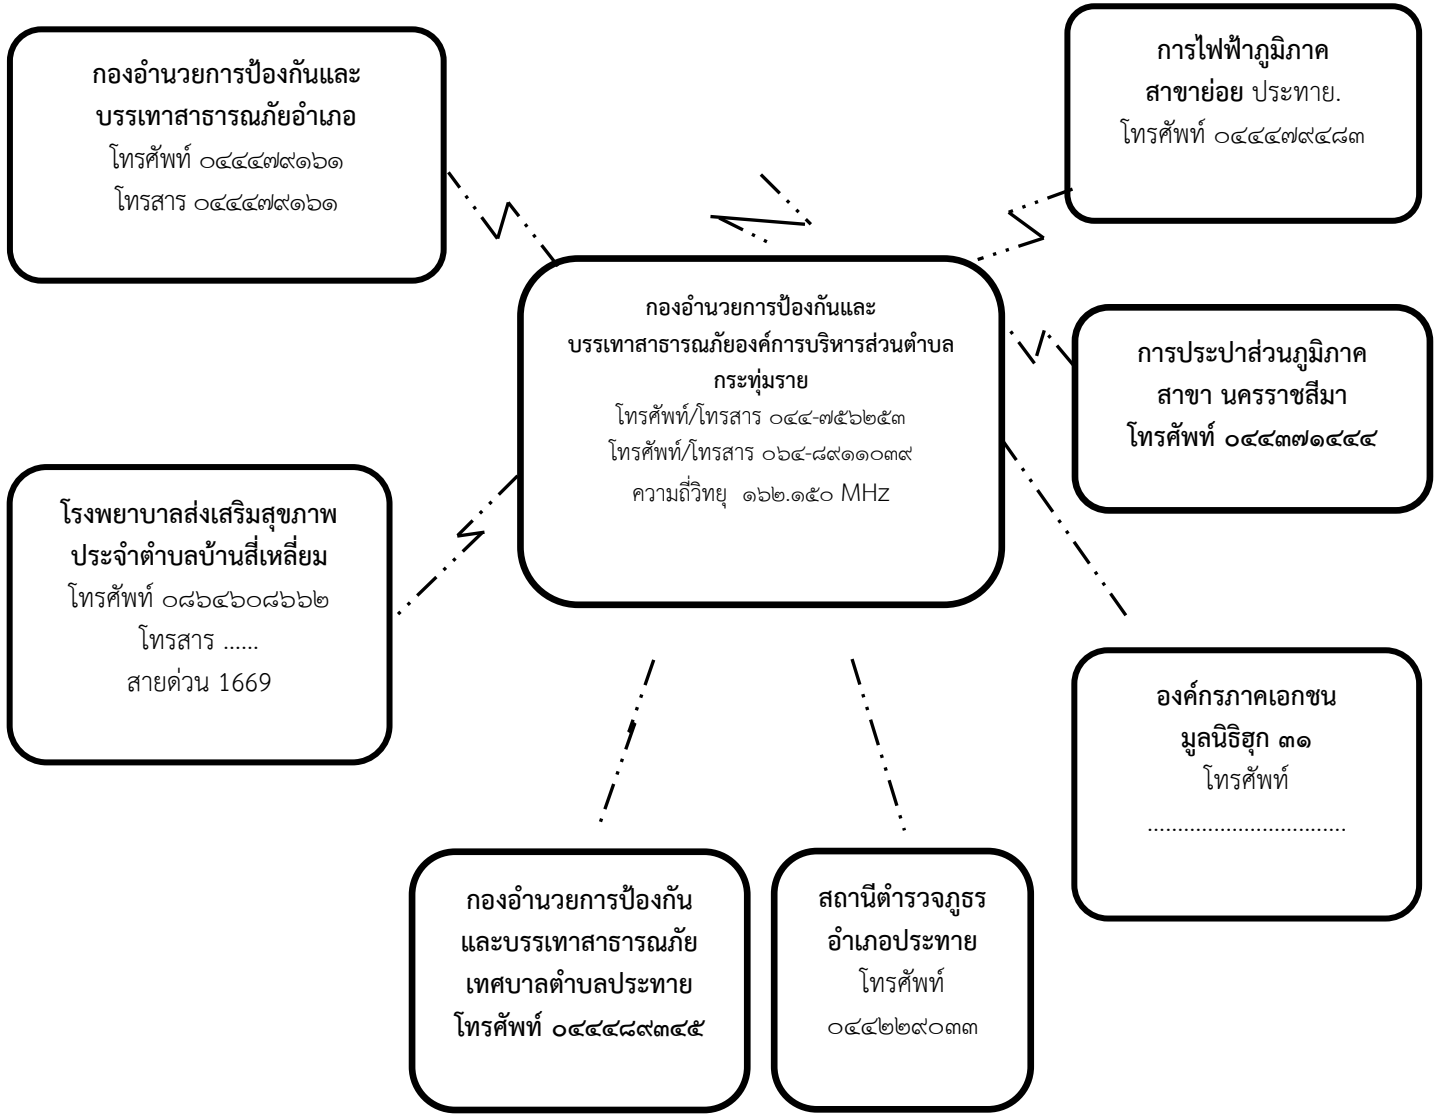 กองอำนวยการป้องกันและ
บรรเทาสาธารณภัยอำเภอ
โทรศัพท์ ๐๔๔๔๗๙๑๖๑
โทรสาร ๐๔๔๔๗๙๑๖๑
การไฟฟ้าภูมิภาค
สาขาย่อย ประทาย.
โทรศัพท์ ๐๔๔๔๗๙๔๘๓
กองอำนวยการป้องกันและ
บรรเทาสาธารณภัยองค์การบริหารส่วนตำบล
กระทุ่มราย
โทรศัพท์/โทรสาร ๐๔๔-๗๕๖๒๕๓
โทรศัพท์/โทรสาร ๐๖๔-๘๙๑๑๐๓๙
ความถี่วิทยุ ๑๖๒.๑๕๐ MHz
การประปาส่วนภูมิภาค
สาขา นครราชสีมา
โทรศัพท์ ๐๔๔๓๗๑๔๔๔
โรงพยาบาลส่งเสริมสุขภาพ
ประจำตำบลบ้านสี่เหลี่ยม
โทรศัพท์ ๐๘๖๔๖๐๘๖๖๒
โทรสาร ......
สายด่วน 1669
องค์กรภาคเอกชน
มูลนิธิฮุก ๓๑
โทรศัพท์
.................................
กองอำนวยการป้องกัน
และบรรเทาสาธารณภัย
เทศบาลตำบลประทาย
โทรศัพท์ ๐๔๔๔๘๙๓๔๕
สถานีตำรวจภูธร
อำเภอประทาย
โทรศัพท์
๐๔๔๒๒๙๐๓๓